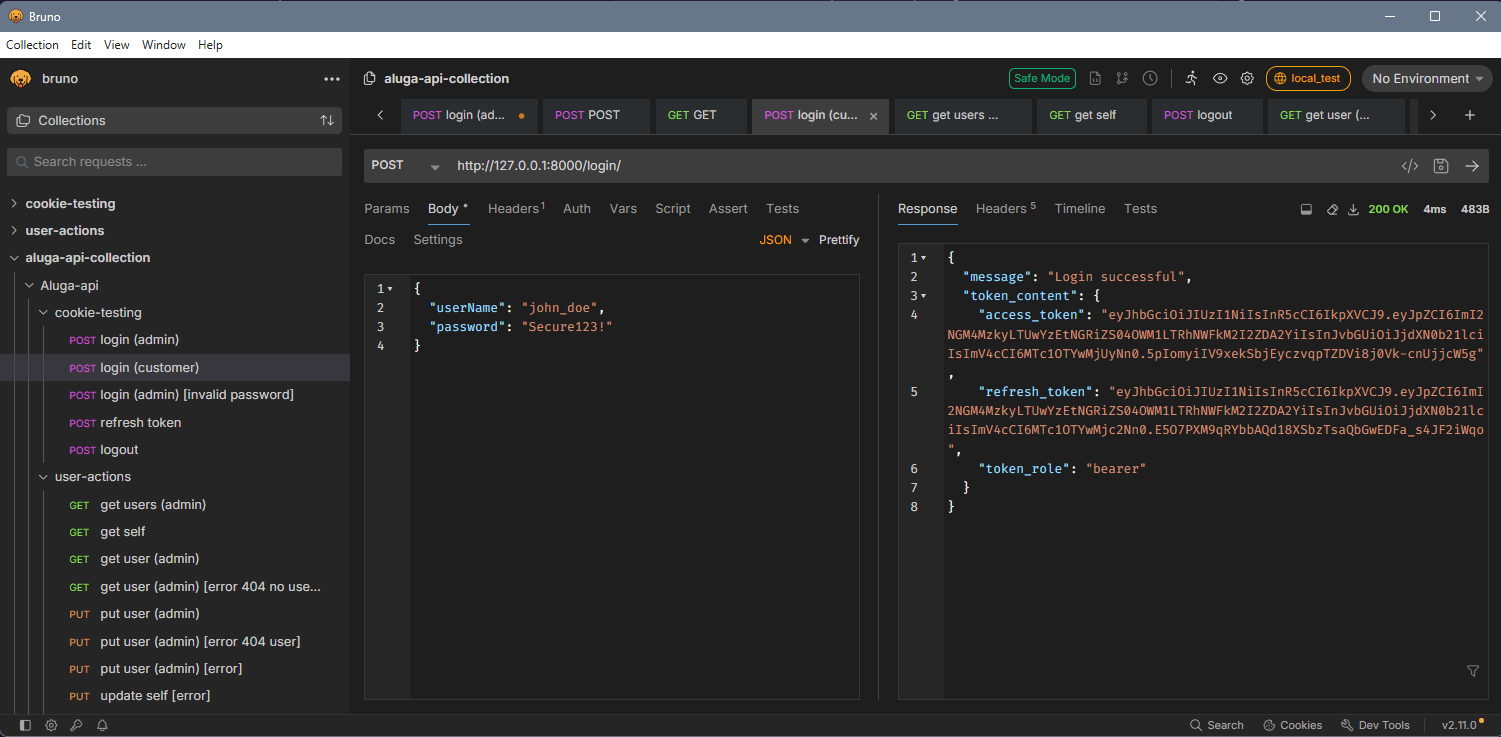 Bruno
Collection Edit View Window Help
bruno
Collections
Search requests ...
cookie-testing
user-actions
aluga-api-collection
Aluga-api
cookie-testing
POST login (admin)
POST login (customer)
POST login (admin) [invalid password]
POST refresh token
POST logout
user-actions
GET get users (admin)
GET get self
GET get user (admin)
GET get user (admin) [error 404 no use...
PUT put user (admin)
PUT put user (admin) [error 404 user]
PUT put user (admin) [error]
PUT update self [error]
aluga-api-collection
Safe Mode
local_test
No Environment
POST login (ad...
POST POST
GET GET
POST login (cu...
GET get users ...
GET get self
POST logout
GET get user (...
POST http://127.0.0.1:8000/login/
Params Body Headers 1 Auth Vars Script Assert Tests
Docs Settings
JSON Prettify
1 {
2 "userName": "john_doe",
3 "password": "Secure123!"
4 }
Response Headers 5 Timeline Tests
200 OK 4ms 483B
1 {
2 "message": "Login successful",
3 "token_content": {
4 "access_token": "eyJhbGciOiJIUzI1NiIsInR5cCI6IkpXVCJ9.eyJpZCI6ImI2
NGM4MzkyLTUwYzEtNGRiZS04OWM1LTRhNWFkM2I2ZDA2YiIsInJvbGUiOiJjdXN0b21lci
IsImV4cCI6MTc1OTYwMjUyNn0.5pIomyiIV9xekSbjEyczvqpTZDVi8j0Vk-cnUjjcW5g"
,
5 "refresh_token": "eyJhbGciOiJIUzI1NiIsInR5cCI6IkpXVCJ9.eyJpZCI6ImI
2NGM4MzkyLTUwYzEtNGRiZS04OWM1LTRhNWFkM2I2ZDA2YiIsInJvbGUiOiJjdXN0b21lc
iIsImV4cCI6MTc1OTYwMjc2Nn0.E5O7PXM9qRYbbAQd18XSbzTsaQbGwEDFa_s4JF2iWqo
",
6 "token_role": "bearer"
7 }
8 }
Search Cookies Dev Tools v2.11.0